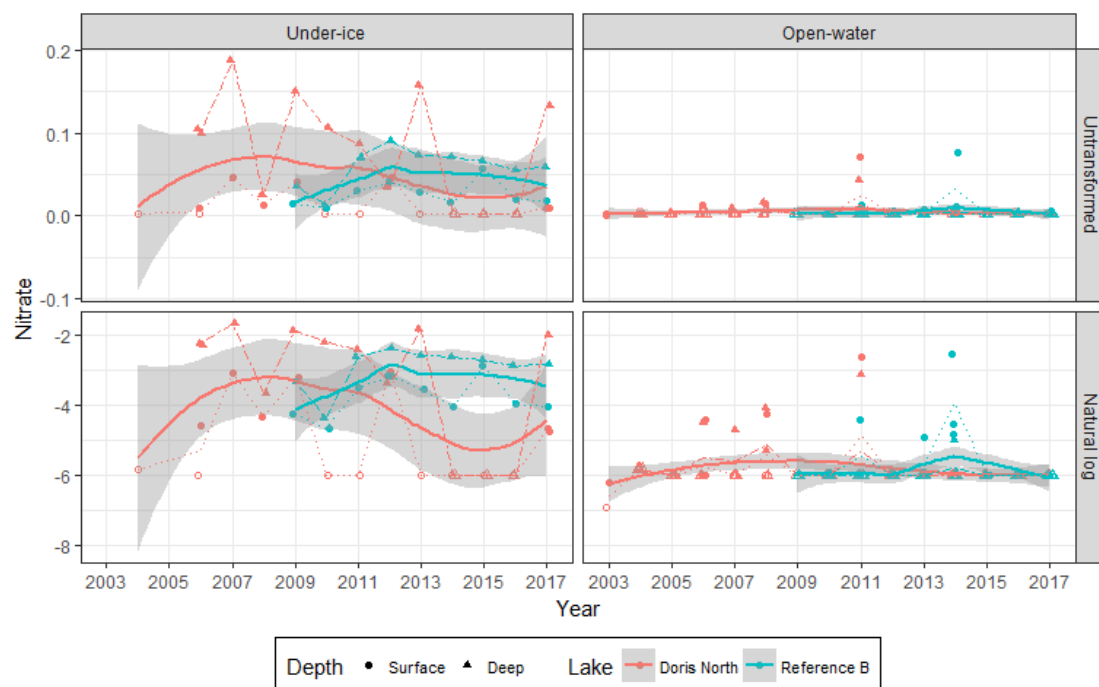 Under-ice Open-water
0.2
0.1
0.0
-0.1
Untransformed
Nitrate
-2
-4
-6
-8
Natural log
2003 2005 2007 2009 2011 2013 2015 2017 2003 2005 2007 2009 2011 2013 2015 2017
Year
Depth Surface Deep Lake Doris North Reference B